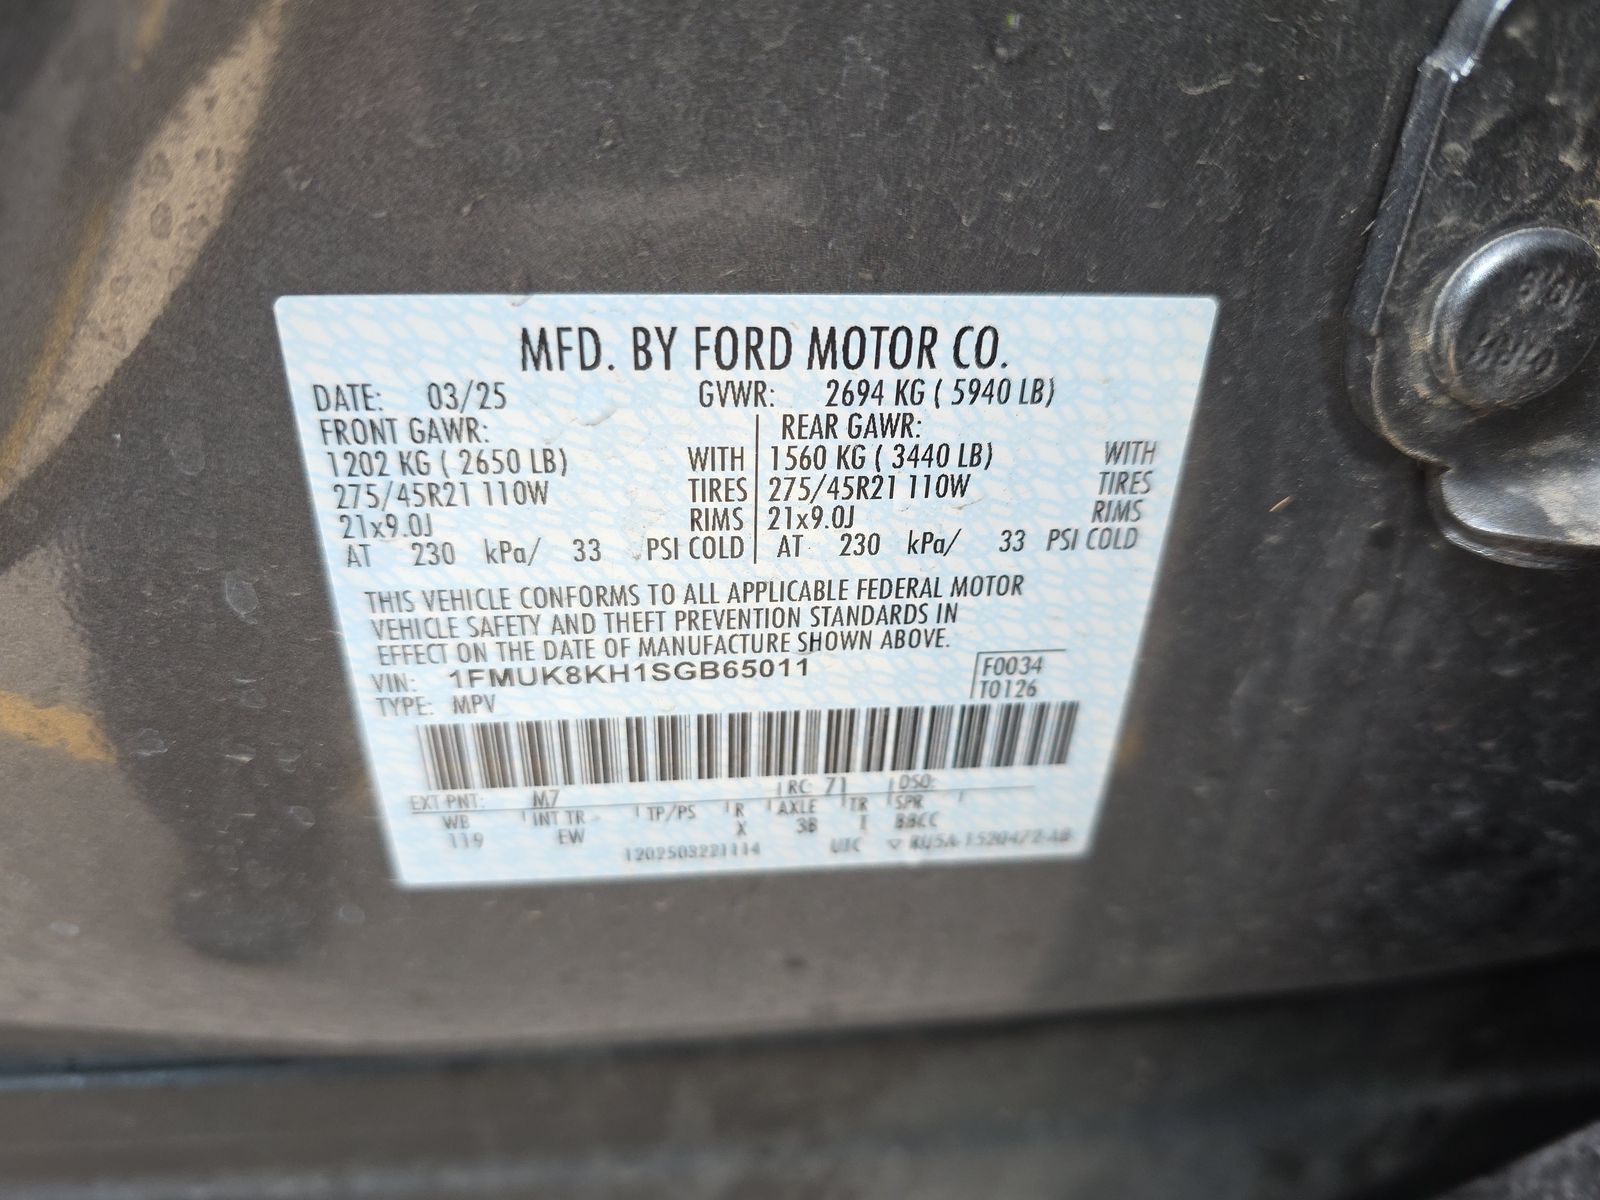 MFD. BY FORD MOTOR CO.
DATE: 03/25 GVWR: 2694 KG ( 5940 LB)
FRONT GAWR: REAR GAWR:
1202 KG ( 2650 LB) WITH 1560 KG ( 3440 LB) WITH
275/45R21 110W TIRES 275/45R21 110W TIRES
21x9.0J RIMS 21x9.0J RIMS
AT 230 kPa/ 33 PSI COLD AT 230 kPa/ 33 PSI COLD
THIS VEHICLE CONFORMS TO ALL APPLICABLE FEDERAL MOTOR
VEHICLE SAFETY AND THEFT PREVENTION STANDARDS IN
EFFECT ON THE DATE OF MANUFACTURE SHOWN ABOVE.
VIN: 1FMUK8KH1SGB65011 F0034
TYPE: MPV T0126
EXT PNT: M7 RC: 71 DSO:
WB INT TR TP/PS R AXLE TR SPR
119 EW X 3B
1202503221114 UTC